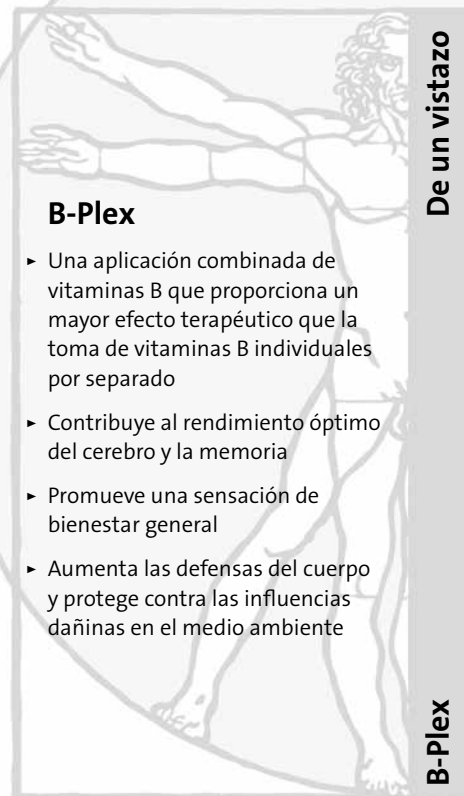 De un vistazo
B-Plex
► Una aplicación combinada de
vitaminas B que proporciona un
mayor efecto terapéutico que la
toma de vitaminas B individuales
por separado
► Contribuye al rendimiento óptimo
del cerebro y la memoria
► Promueve una sensación de
bienestar general
► Aumenta las defensas del cuerpo
y protege contra las influencias
dañinas en el medio ambiente
B-Plex